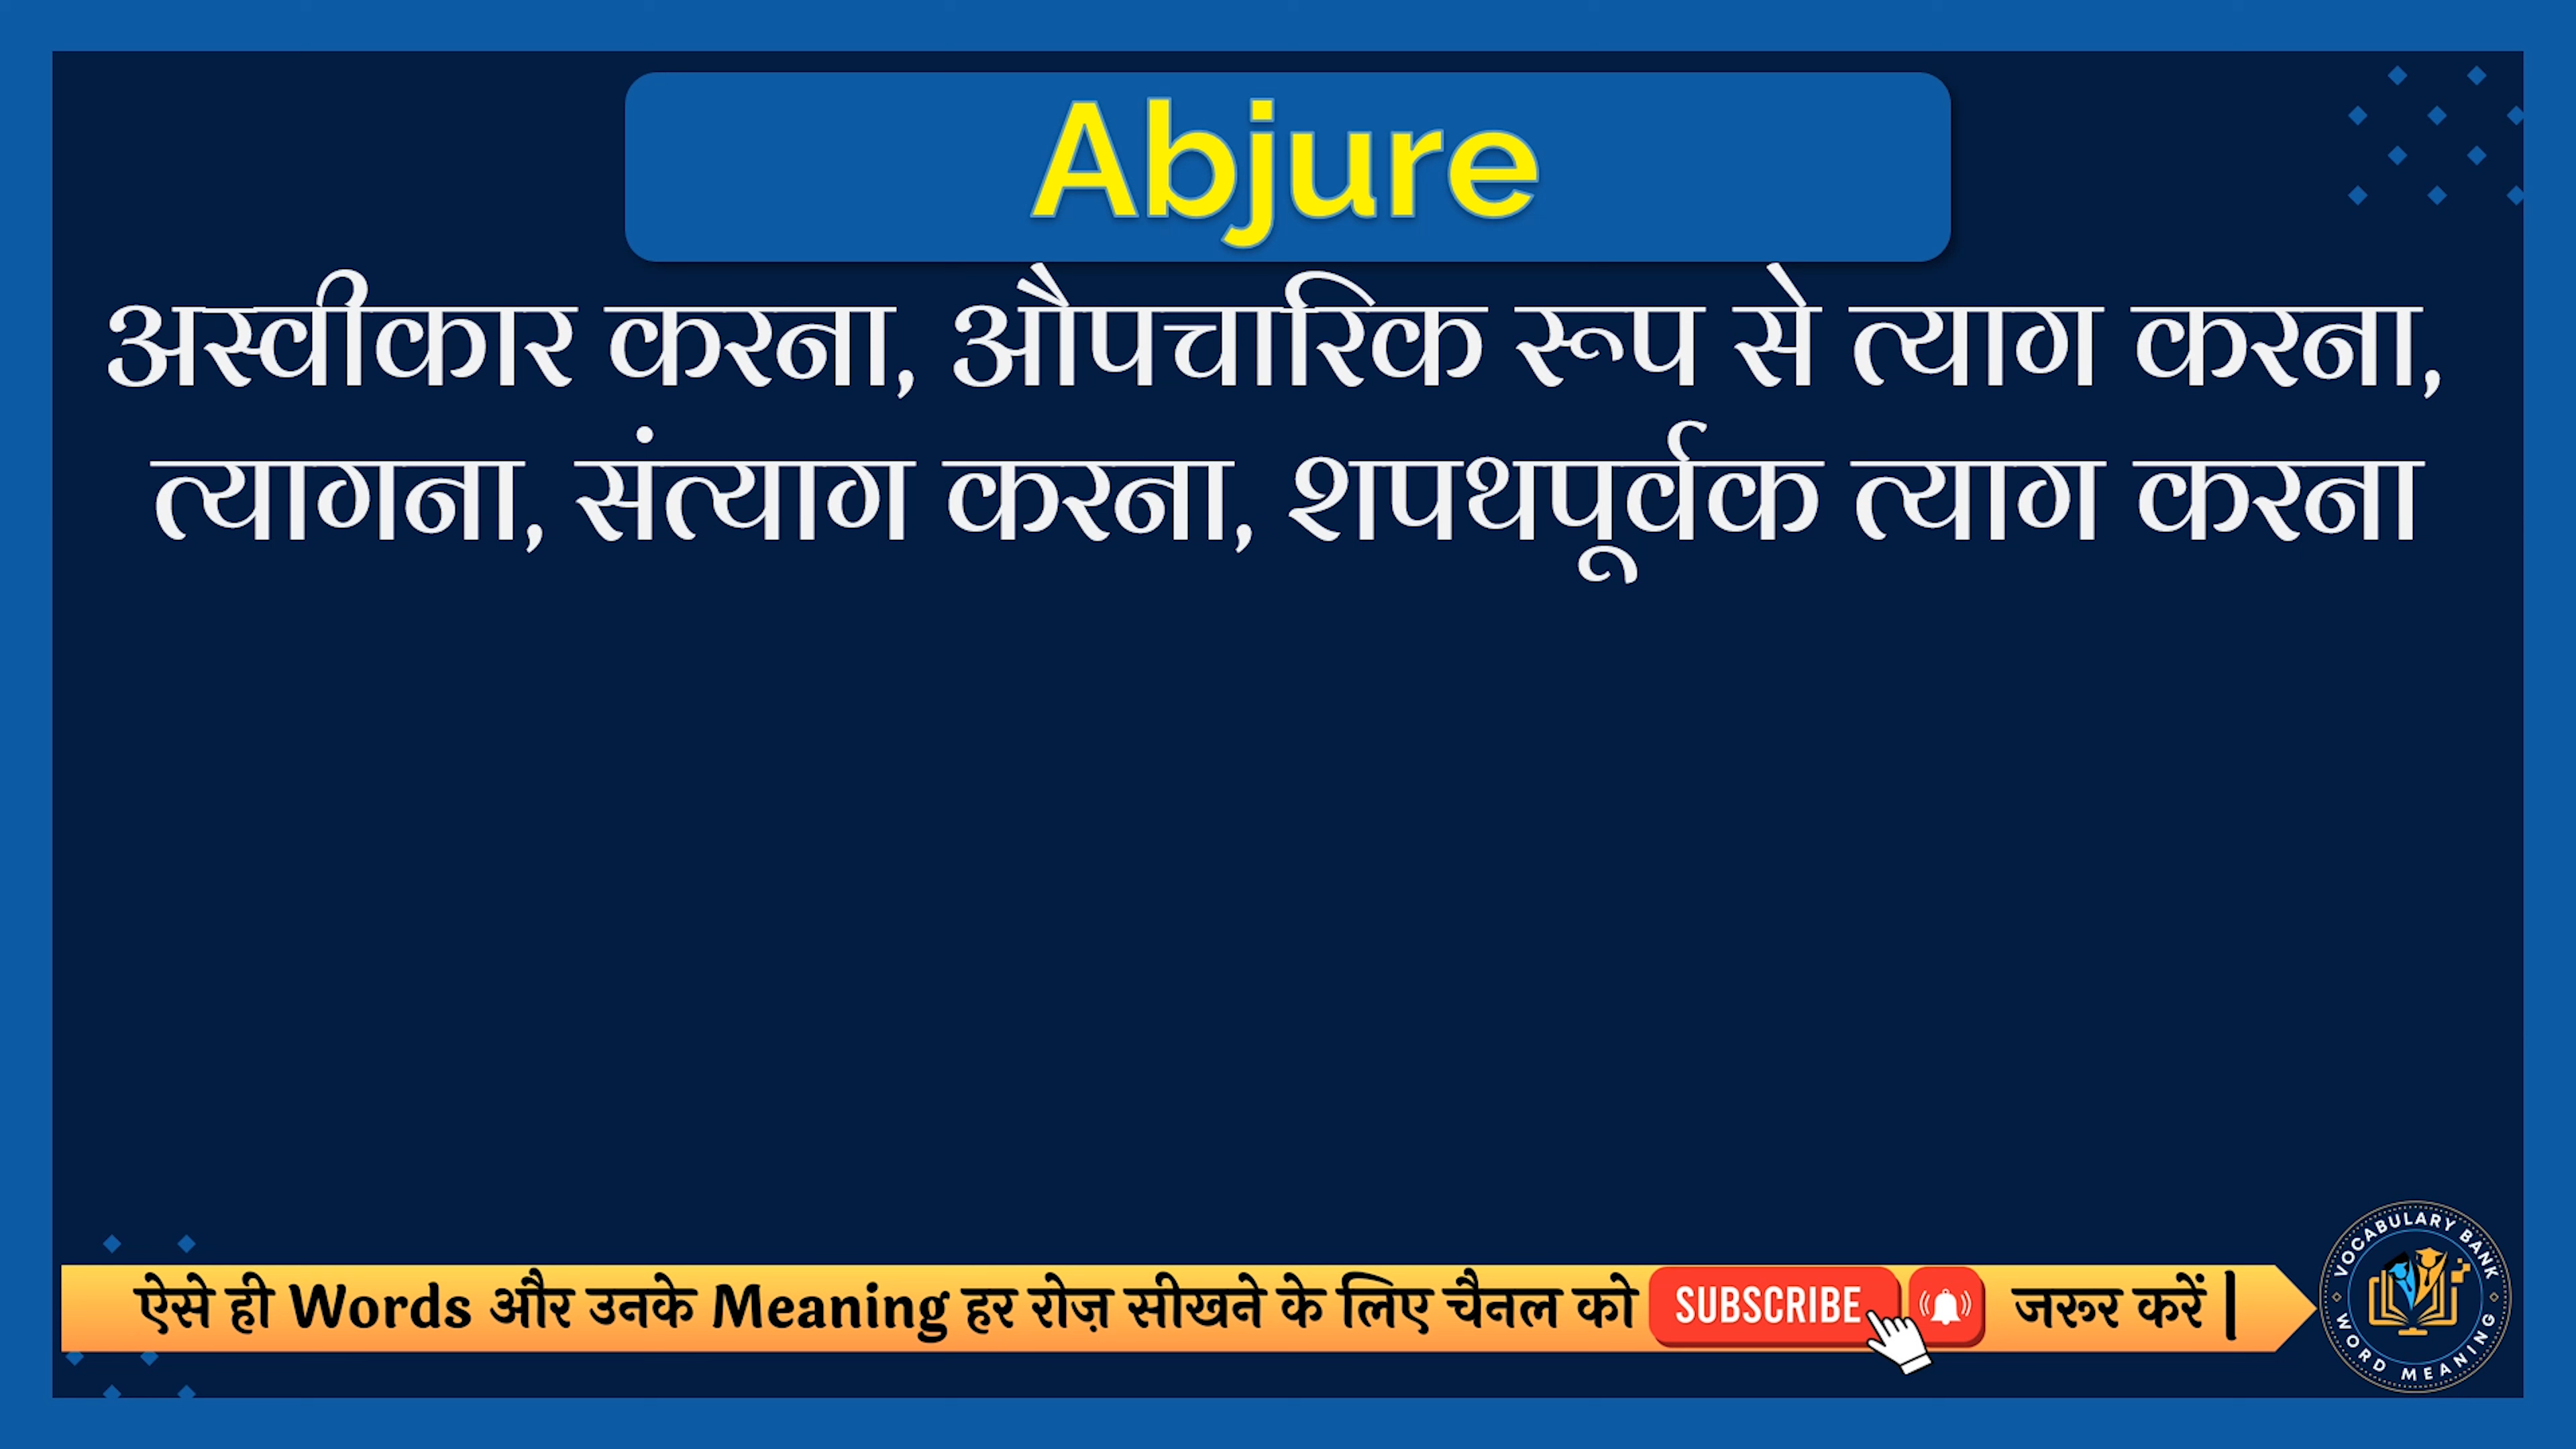 Abjure
अस्वीकार करना, औपचारिक रूप से त्याग करना,
त्यागना, संत्याग करना, शपथपूर्वक त्याग करना
ऐसे ही Words और उनके Meaning हर रोज़ सीखने के लिए चैनल को SUBSCRIBE जरूर करें |
VOCABULARY BANK
WORD MEANING